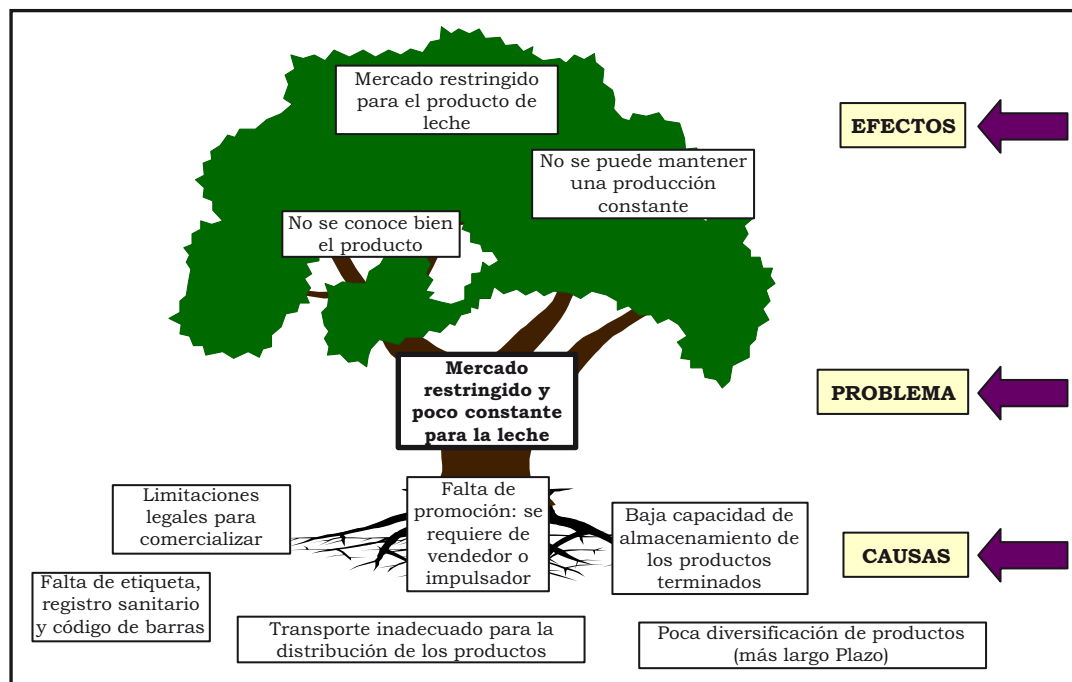 Mercado restringido
para el producto de
leche
EFECTOS
No se puede mantener
una producción
constante
No se conoce bien
el producto
Mercado
restringido y
poco constante
para la leche
PROBLEMA
Limitaciones
legales para
comercializar
Falta de
promoción: se
requiere de
vendedor o
impulsador
Baja capacidad de
almacenamiento de
los productos
terminados
CAUSAS
Falta de etiqueta,
registro sanitario
y código de barras
Transporte inadecuado para la
distribución de los productos
Poca diversificación de productos
(más largo Plazo)